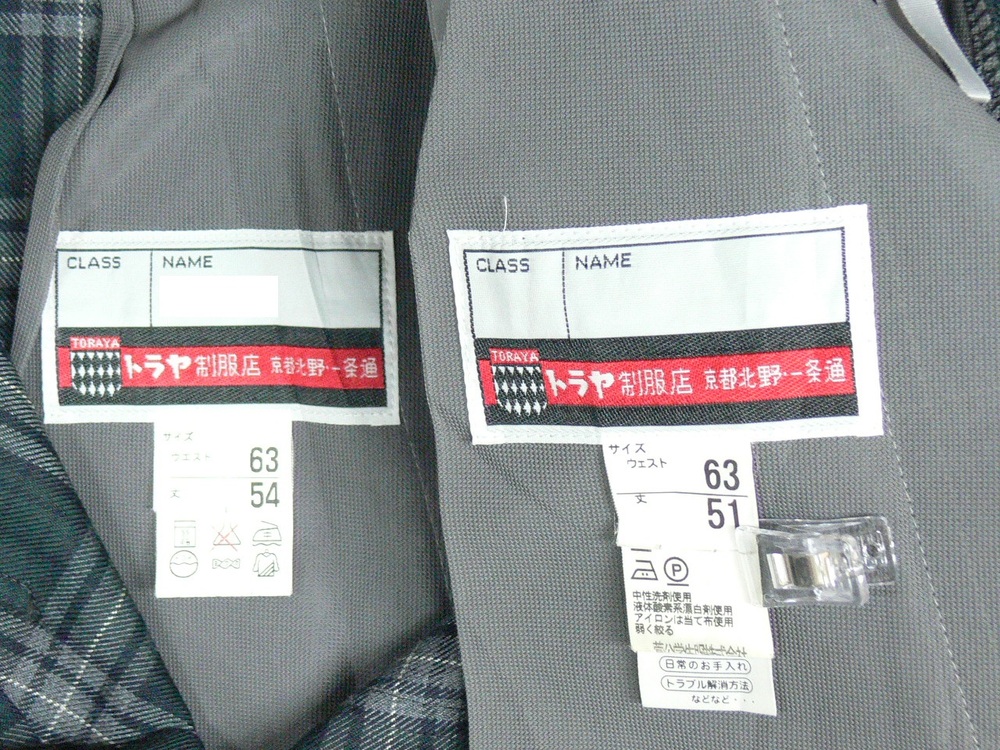 CLASS
NAME
TORAYA
トラヤ制服店 京都北野・一条通
サイズ
ウエスト 63
丈 54
CLASS
NAME
TORAYA
トラヤ制服店 京都北野・一条通
サイズ
ウェスト 63
丈 51
P
中性洗剤使用
液体酸素系漂白剤使用
アイロンは当て布使用
弱く絞る
日常のお手入れ
トラブル解消方法
などなど・・・